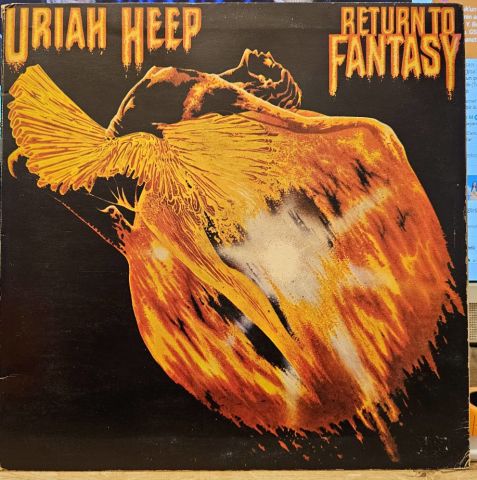 URIAH HEEP
RETURN TO
FANTASY